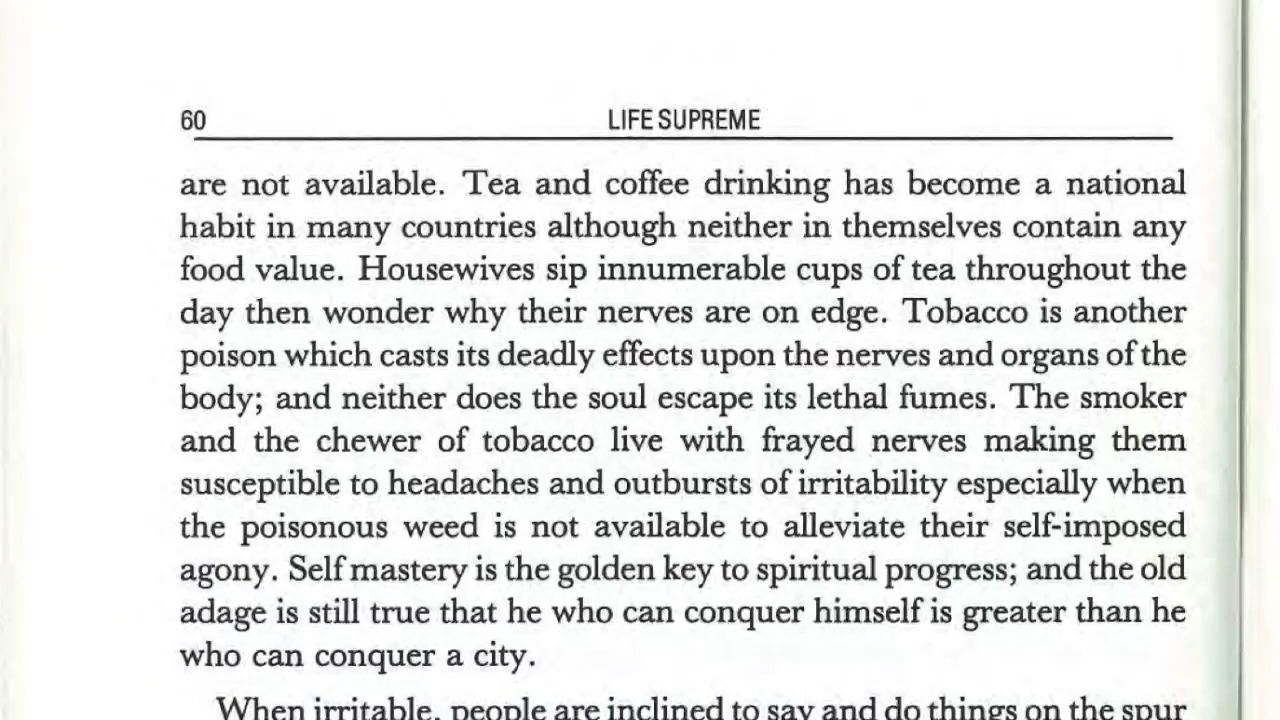 60
LIFE SUPREME
are not available. Tea and coffee drinking has become a national
habit in many countries although neither in themselves contain any
food value. Housewives sip innumerable cups of tea throughout the
day then wonder why their nerves are on edge. Tobacco is another
poison which casts its deadly effects upon the nerves and organs of the
body; and neither does the soul escape its lethal fumes. The smoker
and the chewer of tobacco live with frayed nerves making them
susceptible to headaches and outbursts of irritability especially when
the poisonous weed is not available to alleviate their self-imposed
agony. Self mastery is the golden key to spiritual progress; and the old
adage is still true that he who can conquer himself is greater than he
who can conquer a city.
When irritable, people are inclined to say and do things on the spur